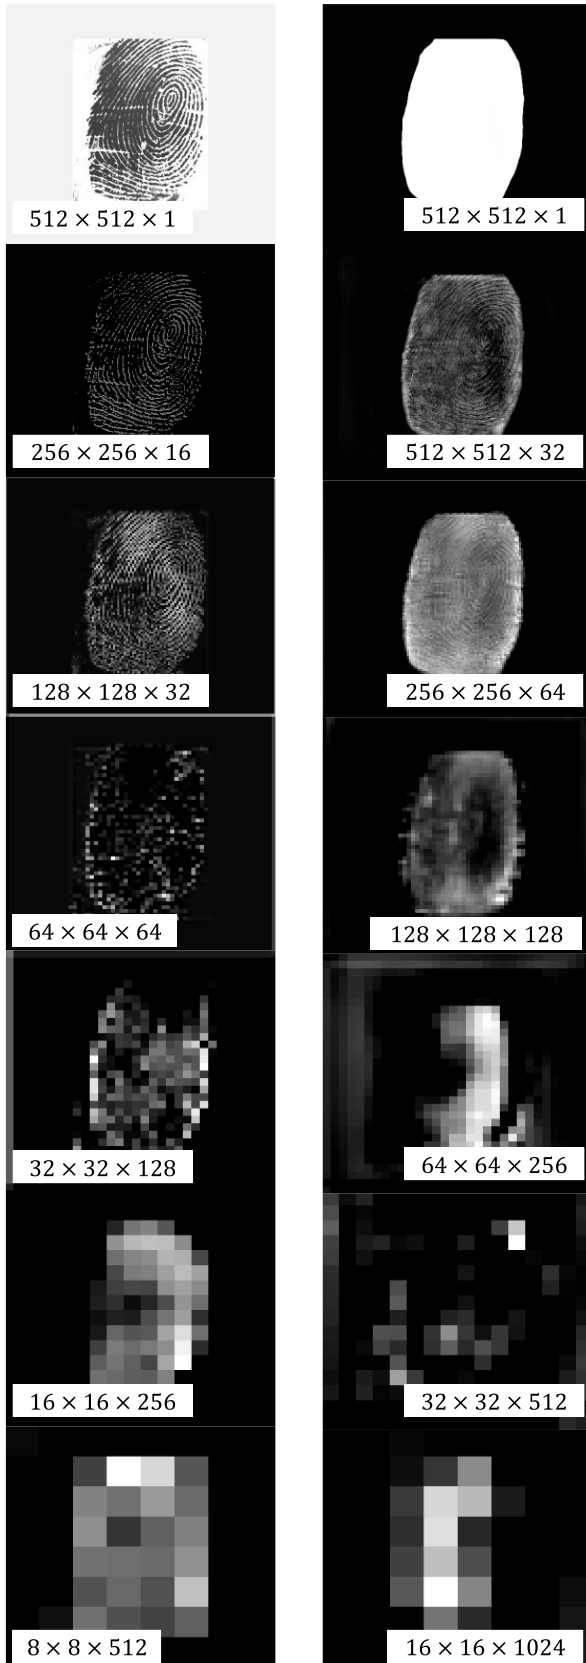 512 × 512 × 1
512 × 512 × 1
256 × 256 × 16
512 × 512 × 32
128 × 128 × 32
256 × 256 × 64
64 × 64 × 64
128 × 128 × 128
32 × 32 × 128
64 × 64 × 256
16 × 16 × 256
32 × 32 × 512
8 × 8 × 512
16 × 16 × 1024